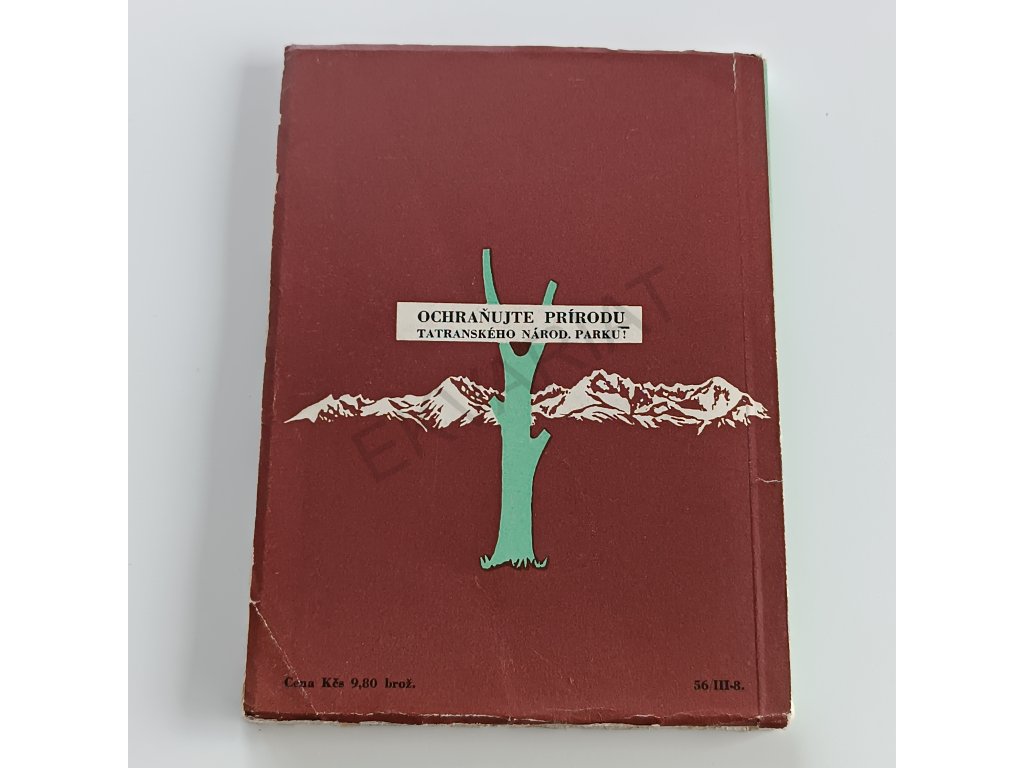 OCHRAŇUJTE PRÍRODU
TATRANSKÉHO NÁROD. PARKU!
Cena Kčs 9,80 brož.
56/III-8.